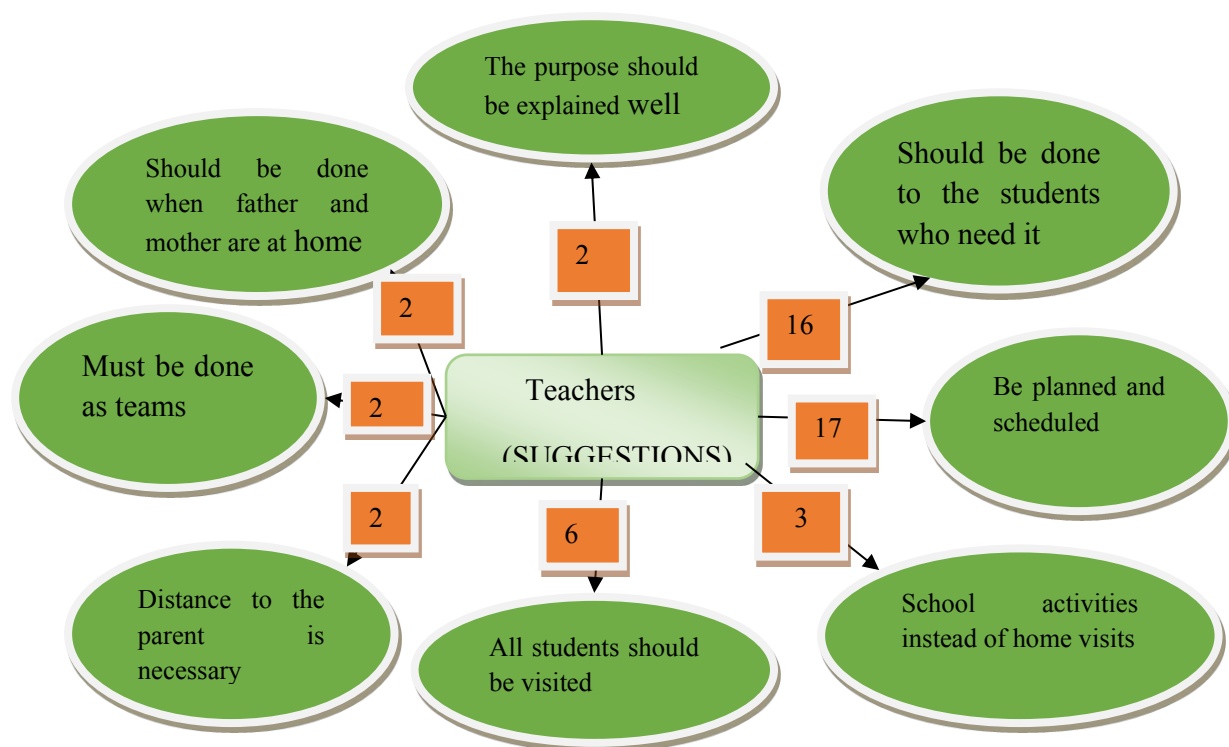 The purpose should
be explained well
Should be done
when father and
mother are at home
Should be done
to the students
who need it
2
2
16
Must be done
as teams
2
Teachers
(SUGGESTIONS)
17
Be planned and
scheduled
2
6
3
Distance to the
parent is
necessary
All students should
be visited
School activities
instead of home visits